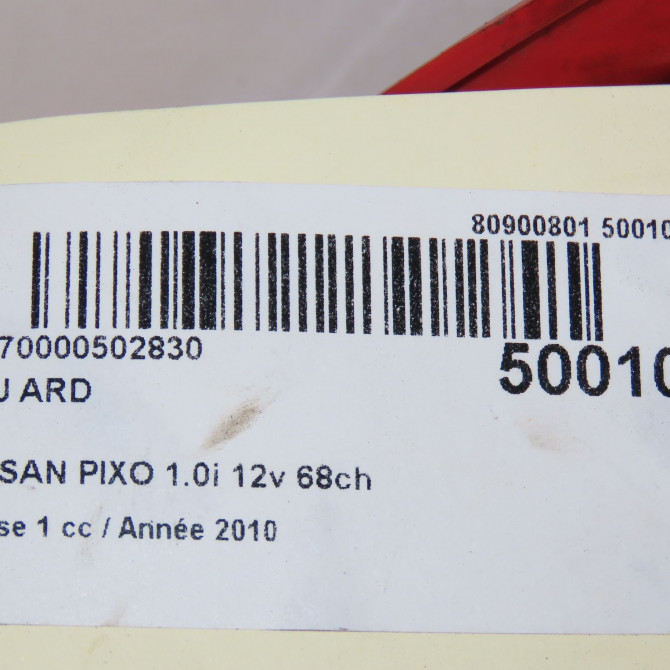 80900801 50010
70000502830
50010
ARD
SAN PIXO 1.0i 12v 68ch
se 1 cc / Année 2010